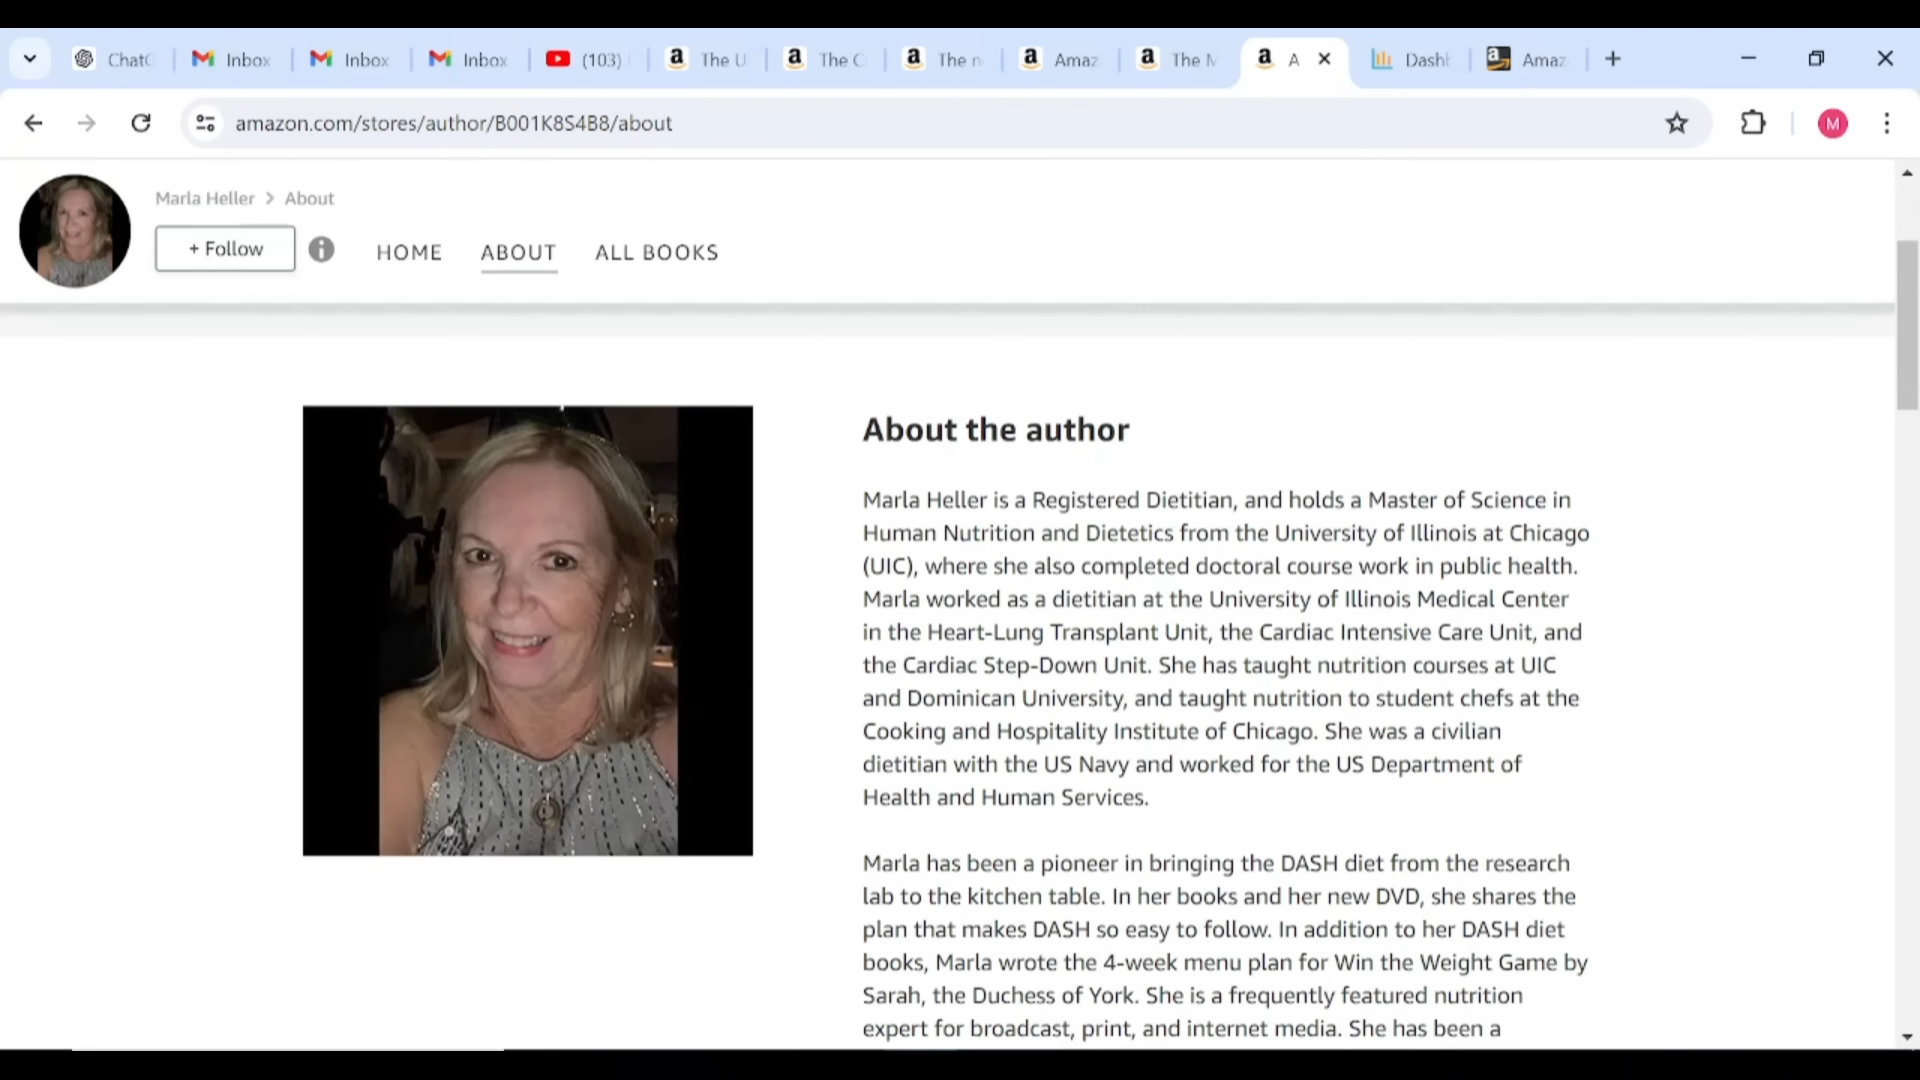 ChatG
Inbox
Inbox
Inbox
(103)
The U
The C
The n
Amaz
The M
A
Dashl
Amaz
amazon.com/stores/author/B001K8S4B8/about
M
Marla Heller > About
+ Follow
HOME
ABOUT
ALL BOOKS
About the author
Marla Heller is a Registered Dietitian, and holds a Master of Science in
Human Nutrition and Dietetics from the University of Illinois at Chicago
(UIC), where she also completed doctoral course work in public health.
Marla worked as a dietitian at the University of Illinois Medical Center
in the Heart-Lung Transplant Unit, the Cardiac Intensive Care Unit, and
the Cardiac Step-Down Unit. She has taught nutrition courses at UIC
and Dominican University, and taught nutrition to student chefs at the
Cooking and Hospitality Institute of Chicago. She was a civilian
dietitian with the US Navy and worked for the US Department of
Health and Human Services.
Marla has been a pioneer in bringing the DASH diet from the research
lab to the kitchen table. In her books and her new DVD, she shares the
plan that makes DASH so easy to follow. In addition to her DASH diet
books, Marla wrote the 4-week menu plan for Win the Weight Game by
Sarah, the Duchess of York. She is a frequently featured nutrition
expert for broadcast, print, and internet media. She has been a